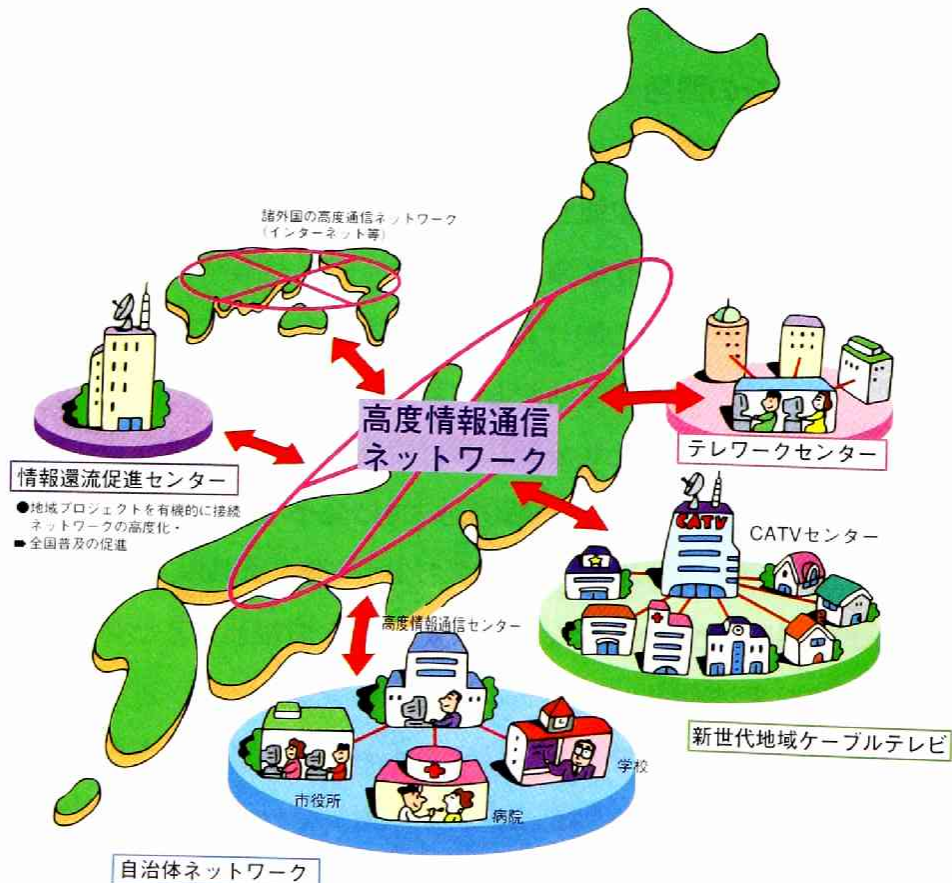 諸外国の高度通信ネットワーク
(インターネット等)
高度情報通信
ネットワーク
テレワークセンター
情報還流促進センター
●地域プロジェクトを有機的に接続
ネットワークの高度化・
➡全国普及の促進
CATV
CATVセンター
高度情報通信センター
新世代地域ケーブルテレビ
学校
市役所
病院
自治体ネットワーク